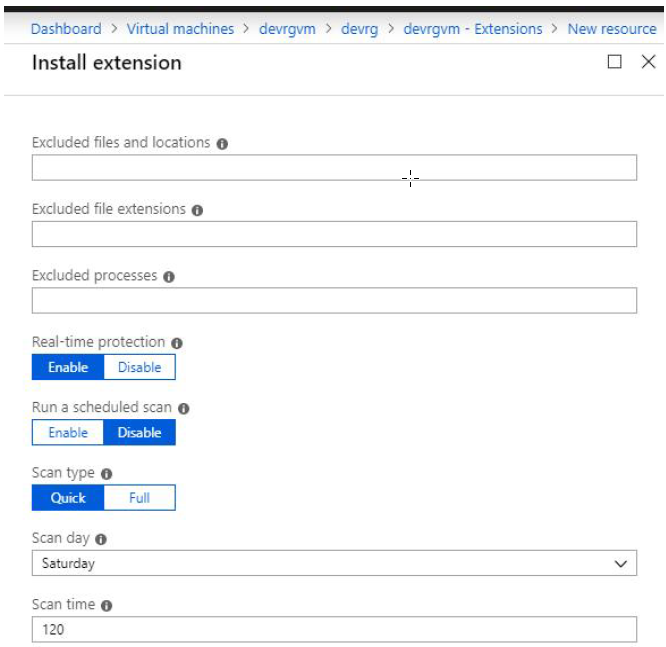 Dashboard > Virtual machines > devrgvm > devrg > devrgvm - Extensions > New resource
Install extension
Excluded files and locations
Excluded file extensions
Excluded processes
Real-time protection
Enable Disable
Run a scheduled scan
Enable Disable
Scan type
Quick Full
Scan day
Saturday
Scan time
120